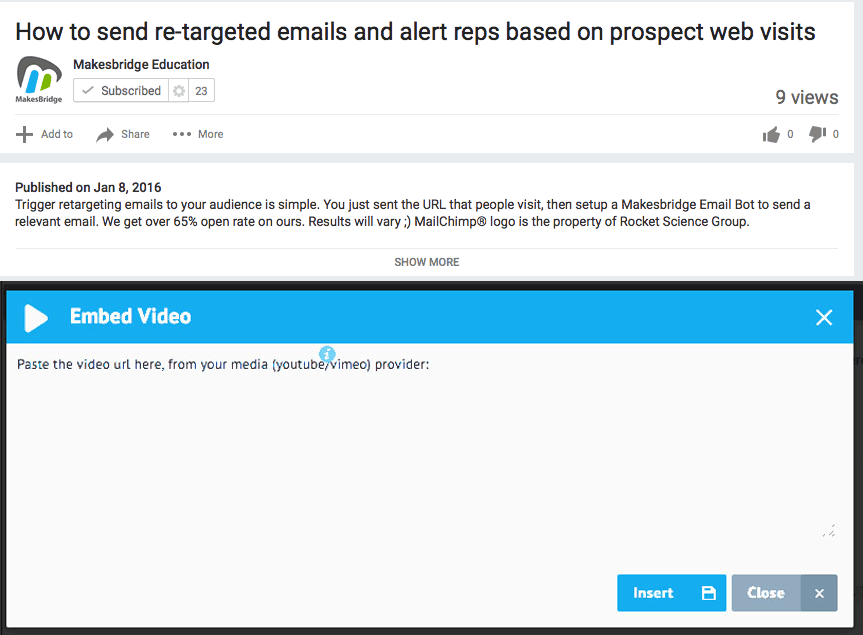 How to send re-targeted emails and alert reps based on prospect web visits
MakesBridge
Makesbridge Education
Subscribed 23
9 views
Add to Share More 0 0
Published on Jan 8, 2016
Trigger retargeting emails to your audience is simple. You just sent the URL that people visit, then setup a Makesbridge Email Bot to send a
relevant email. We get over 65% open rate on ours. Results will vary ;) MailChimp® logo is the property of Rocket Science Group.
SHOW MORE
Embed Video
Paste the video url here, from your media (youtube/vimeo) provider:
Insert Close